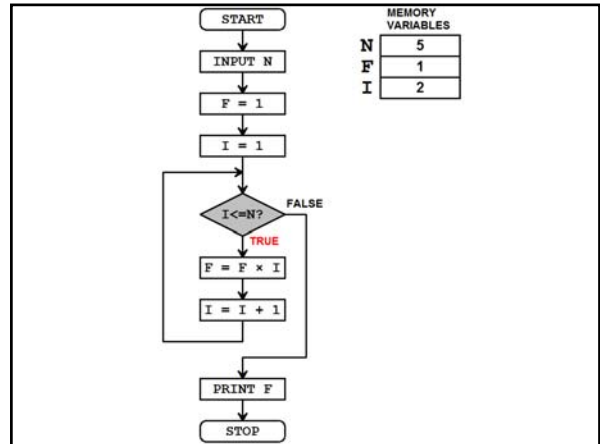 START
INPUT N
F = 1
I = 1
I<=N?
FALSE
TRUE
F = F × I
I = I + 1
PRINT F
STOP
MEMORY
VARIABLES
N 5
F 1
I 2